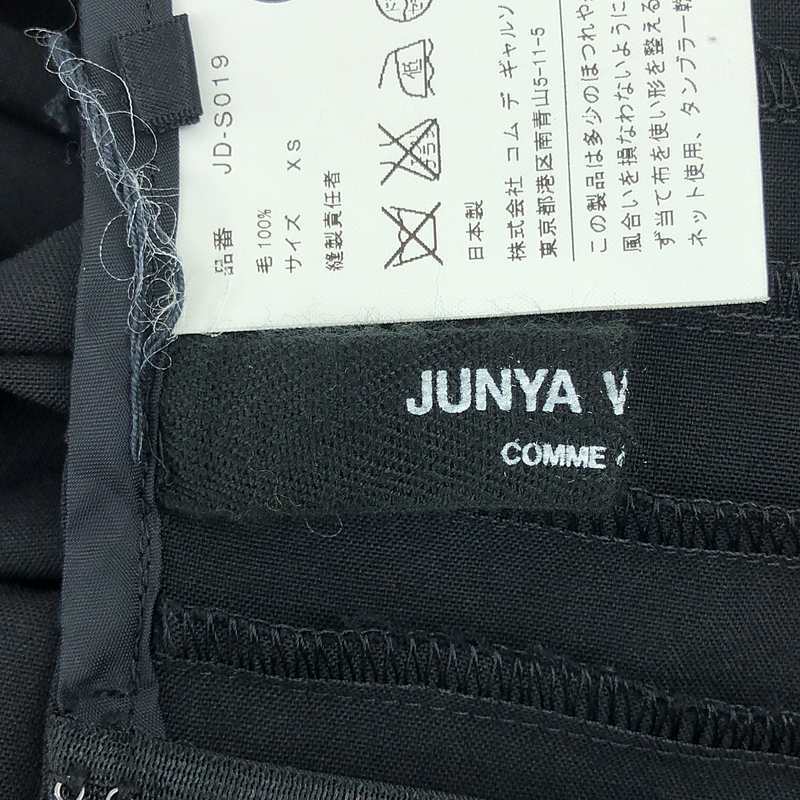 品番 JD-S019
毛100%
サイズ XS
縫製責任者
低
日本製
株式会社 コム デ ギャルソ
東京都港区南青山5-11-5
この製品は多少のほつれや
風合いを損なわないように
ず当て布を使い形を整える
ネット使用、タンブラー乾
JUNYA W
COMME